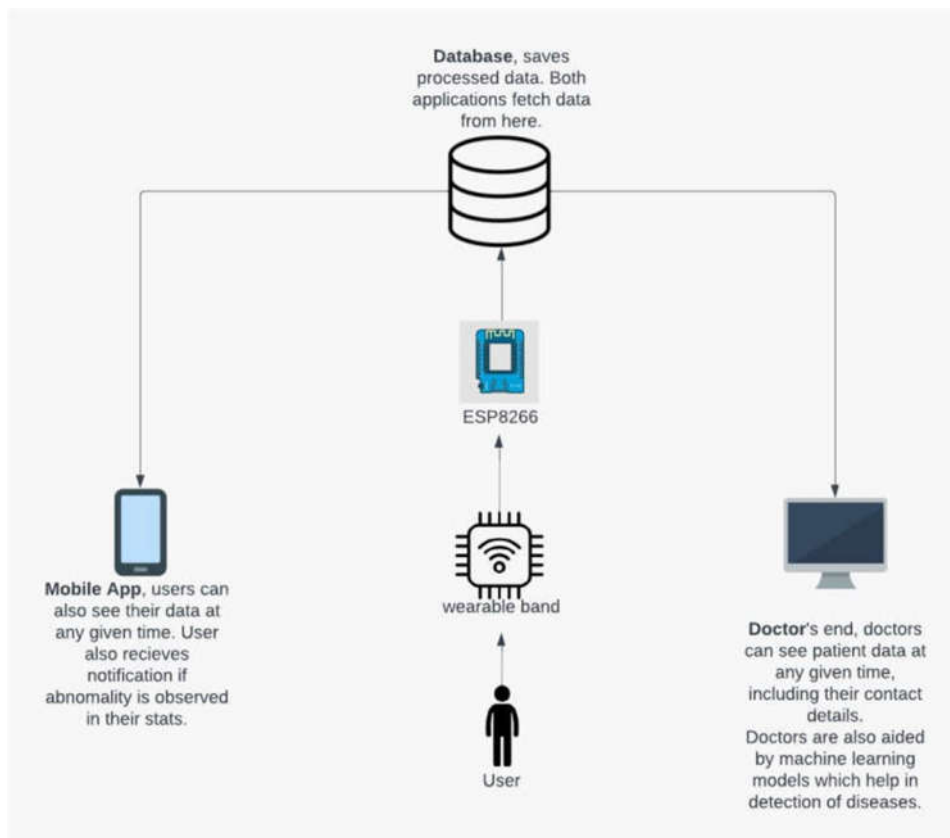 Database, saves
processed data. Both
applications fetch data
from here.
ESP8266
wearable band
User
Mobile App, users can
also see their data at
any given time. User
also recieves
notification if
abnomality is observed
in their stats.
Doctor's end, doctors
can see patient data at
any given time,
including their contact
details.
Doctors are also aided
by machine learning
models which help in
detection of diseases.